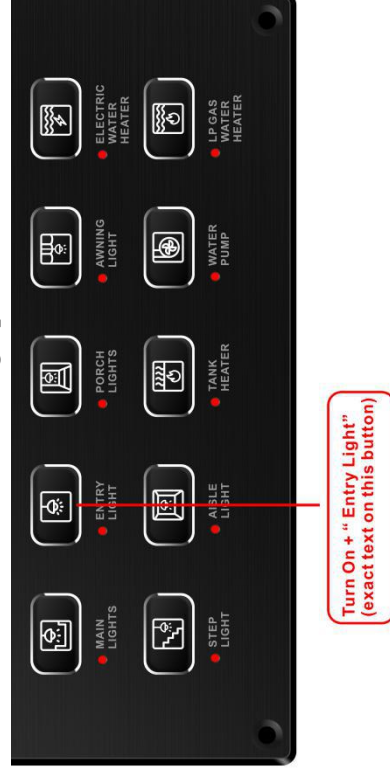 MAIN
LIGHTS
ENTRY
LIGHT
PORCH
LIGHTS
AWNING
LIGHT
ELECTRIC
WATER
HEATER
STEP
LIGHT
AISLE
LIGHT
TANK
HEATER
WATER
PUMP
LP GAS
WATER
HEATER
Turn On + “ Entry Light”
(exact text on this button)